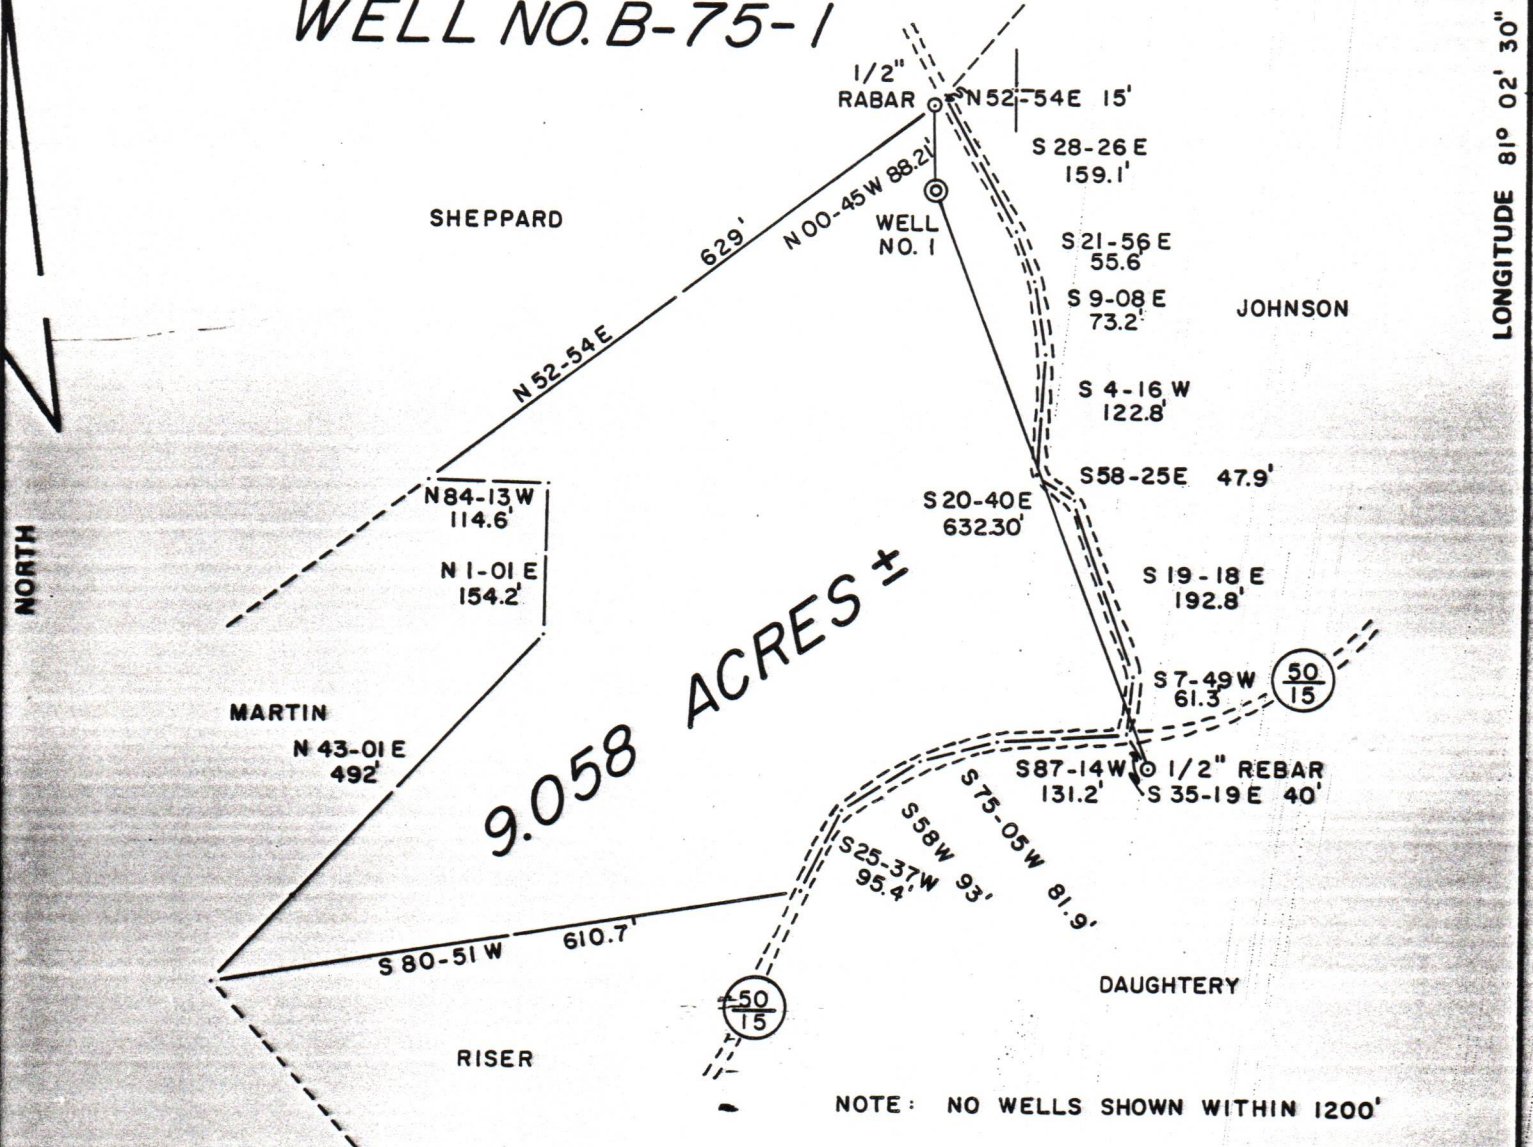 WELL NO. B-75-1
LONGITUDE 81° 02' 30"
1/2"
RABAR
N52-54E 15'
S 28-26 E
159.1'
N 00-45 W 88.21'
SHEPPARD
629'
WELL
NO. 1
S 21-56 E
55.6'
S 9-08 E
73.2'
JOHNSON
N 52-54 E
S 4-16 W
122.8'
S58-25E 47.9'
N84-13W
114.6'
S20-40E
632.30'
NORTH
N 1-01 E
154.2'
S 19-18 E
192.8'
9.058 ACRES ±
S 7-49W
61.3'
50
15
MARTIN
N 43-01 E
492'
S87-14W
131.2'
1/2" REBAR
S 35-19 E 40'
S 75-05W 81.9'
S58W 93'
S25-37W
95.4'
S 80-51 W 610.7'
DAUGHTERY
50
15
RISER
NOTE: NO WELLS SHOWN WITHIN 1200'